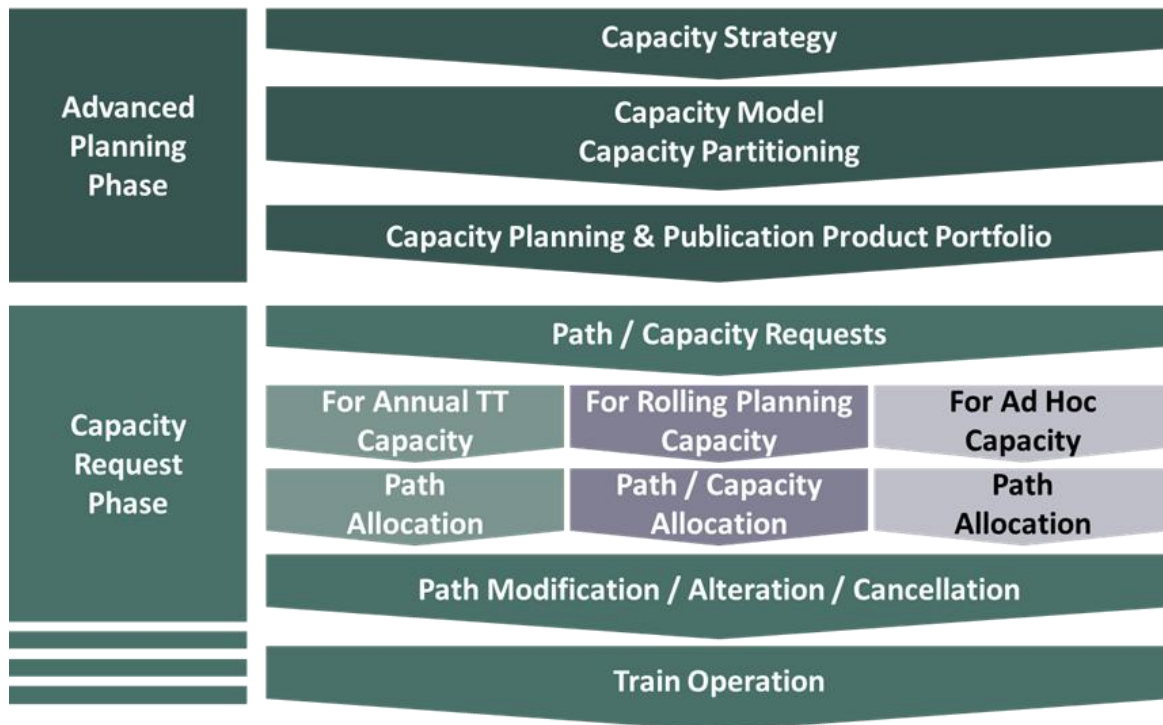 Advanced
Planning
Phase
Capacity Strategy
Capacity Model
Capacity Partitioning
Capacity Planning & Publication Product Portfolio
Capacity
Request
Phase
Path / Capacity Requests
For Annual TT
Capacity
For Rolling Planning
Capacity
For Ad Hoc
Capacity
Path
Allocation
Path / Capacity
Allocation
Path
Allocation
Path Modification / Alteration / Cancellation
Train Operation